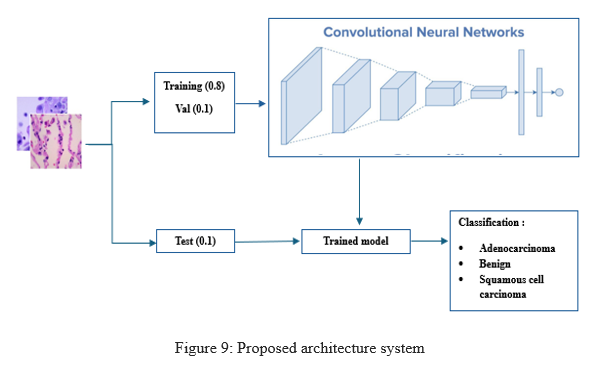 Convolutional Neural Networks
Training (0.8)
Val (0.1)
Test (0.1)
Trained model
Classification :
• Adenocarcinoma
• Benign
• Squamous cell
carcinoma
Figure 9: Proposed architecture system